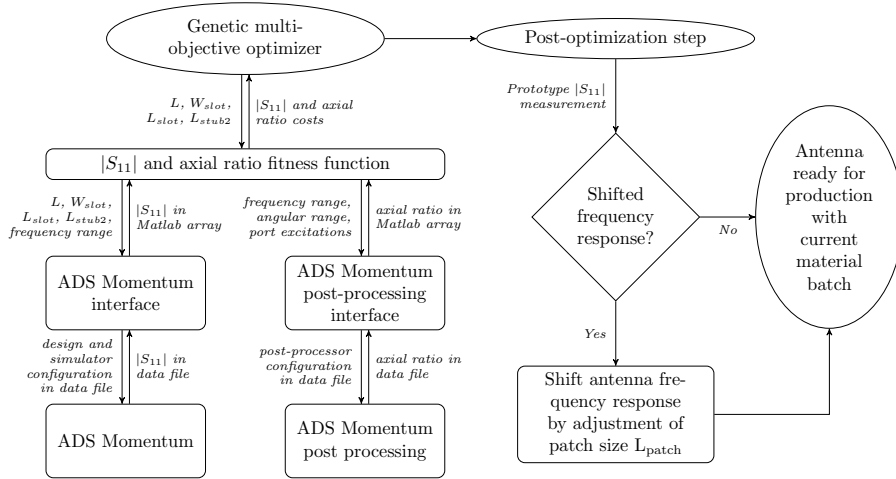 Genetic multi-
objective optimizer
Post-optimization step
L, W_slot,
L_slot, L_stub2
|S_11| and axial
ratio costs
Prototype |S_11|
measurement
|S_11| and axial ratio fitness function
L, W_slot,
L_slot, L_stub2,
frequency range
|S_11| in
Matlab array
frequency range,
angular range,
port excitations
axial ratio in
Matlab array
Shifted
frequency
response?
No
Antenna
ready for
production
with
current
material
batch
ADS Momentum
interface
ADS Momentum
post-processing
interface
design and
simulator
configuration
in data file
|S_11| in
data file
post-processor
configuration
in data file
axial ratio in
data file
Yes
ADS Momentum
ADS Momentum
post processing
Shift antenna fre-
quency response
by adjustment of
patch size L_patch